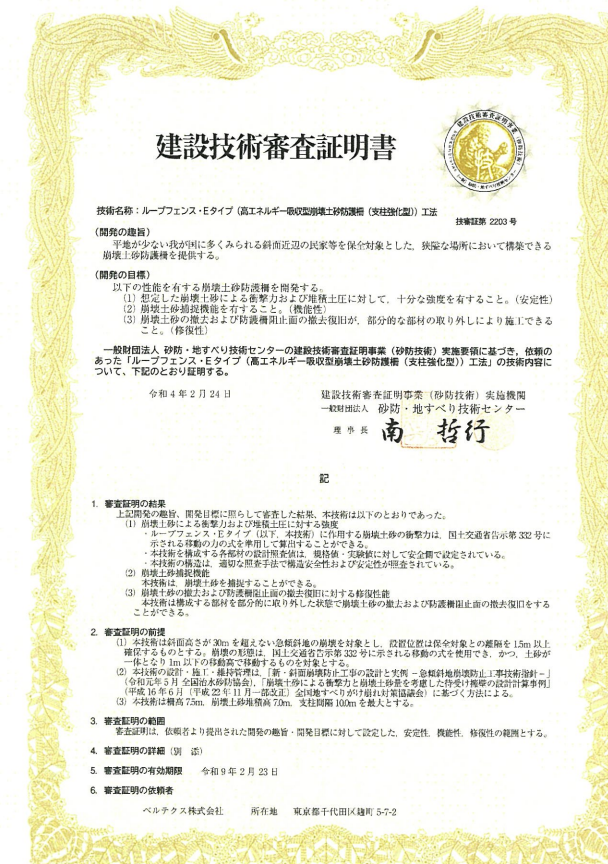 建設技術審査証明書
技術名称：ループフェンス・Eタイプ（高エネルギー吸収型崩壊土砂防護柵（支柱強化型））工法
技審証第 2203 号
（開発の趣旨）
平地が少ない我が国に多くみられる斜面近辺の民家等を保全対象とした，狭隘な場所において構築できる
崩壊土砂防護柵を提供する。
（開発の目標）
以下の性能を有する崩壊土砂防護柵を開発する。
（1）想定した崩壊土砂による衝撃力および堆積土圧に対して，十分な強度を有すること。（安定性）
（2）崩壊土砂捕捉機能を有すること。（機能性）
（3）崩壊土砂の撤去および防護柵阻止面の撤去復旧が，部分的な部材の取り外しにより施工できる
こと。（修復性）
一般財団法人 砂防・地すべり技術センターの建設技術審査証明事業（砂防技術）実施要領に基づき，依頼の
あった「ループフェンス・Eタイプ（高エネルギー吸収型崩壊土砂防護柵（支柱強化型））工法」の技術内容に
ついて，下記のとおり証明する。
令和 4 年 2 月 24 日
建設技術審査証明事業（砂防技術）実施機関
一般財団法人 砂防・地すべり技術センター
理 事 長 南 哲行
記
1. 審査証明の結果
上記開発の趣旨，開発目標に照らして審査した結果，本技術は以下のとおりであった。
（1）崩壊土砂による衝撃力および堆積土圧に対する強度
・ループフェンス・Eタイプ（以下，本技術）に作用する崩壊土砂の衝撃力は，国土交通省告示第 332 号に
示される移動の力の式を準用して算出することができる。
・本技術を構成する各部材の設計照査値は，規格値・実験値に対して安全側で設定されている。
・本技術の構造は，適切な照査手法で構造安全性および安定性が照査されている。
（2）崩壊土砂捕捉機能
本技術は，崩壊土砂を捕捉することができる。
（3）崩壊土砂の撤去および防護柵阻止面の撤去復旧に対する修復性能
本技術は構成する部材を部分的に取り外した状態で崩壊土砂の撤去および防護柵阻止面の撤去復旧をする
ことができる。
2. 審査証明の前提
（1）本技術は斜面高さが30mを超えない急傾斜地の崩壊を対象とし，設置位置は保全対象との離隔を1.5m以上
確保するものとする。崩壊の形態は，国土交通省告示第 332 号に示される移動の式を使用でき，かつ，土砂が
一体となり 1m 以下の移動高で移動するものを対象とする。
（2）本技術の設計・施工・維持管理は，「新・斜面崩壊防止工事の設計と実例 －急傾斜地崩壊防止工事技術指針－」
（令和元年 5 月 全国治水砂防協会），「崩壊土砂による衝撃力と崩壊土砂量を考慮した待受け擁壁の設計計算事例」
（平成 16 年 6 月（平成 22 年 11 月一部改正）全国地すべりがけ崩れ対策協議会）に基づく方法による。
（3）本技術は柵高 7.5m，崩壊土砂堆積高 7.0m，支柱間隔 10.0m を最大とする。
3. 審査証明の範囲
審査証明は，依頼者より提出された開発の趣旨・開発目標に対して設定した，安定性，機能性，修復性の範囲とする。
4. 審査証明の詳細（別 添）
5. 審査証明の有効期限 令和 9 年 2 月 23 日
6. 審査証明の依頼者
ベルテクス株式会社 所在地 東京都千代田区麹町 5-7-2